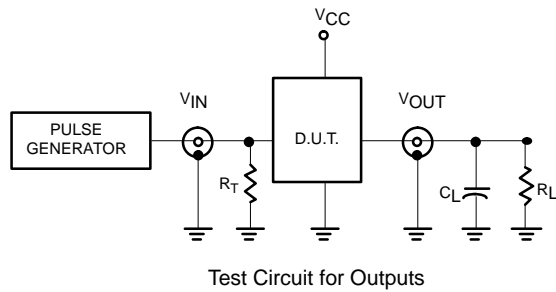 VCC
VIN
VOUT
PULSE
GENERATOR
D.U.T.
RT
CL
RL
Test Circuit for Outputs